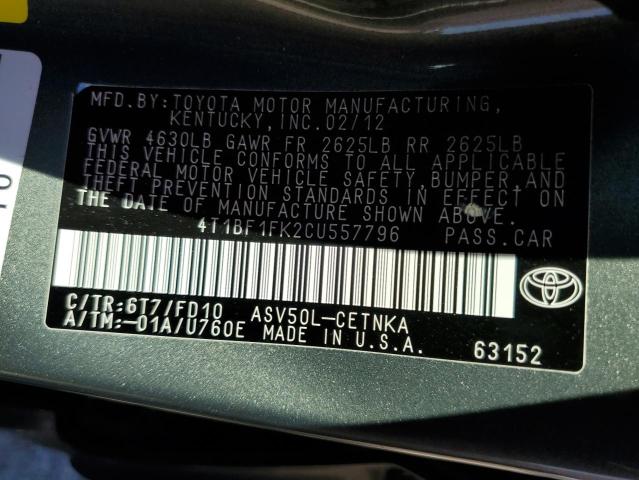 MFD.BY:TOYOTA MOTOR MANUFACTURING,
KENTUCKY, INC.02/12
GVWR 4630LB GAWR FR 2625LB RR 2625LB
THIS VEHICLE CONFORMS TO ALL APPLICABLE
FEDERAL MOTOR VEHICLE SAFETY, BUMPER, AND
THEFT PREVENTION STANDARDS IN EFFECT ON
THE DATE OF MANUFACTURE SHOWN ABOVE.
4T1BF1FK2CU557796 PASS.CAR
C/TR:6T7/FD10 ASV50L-CETNKA
A/TM:-01A/U760E MADE IN U.S.A. 63152